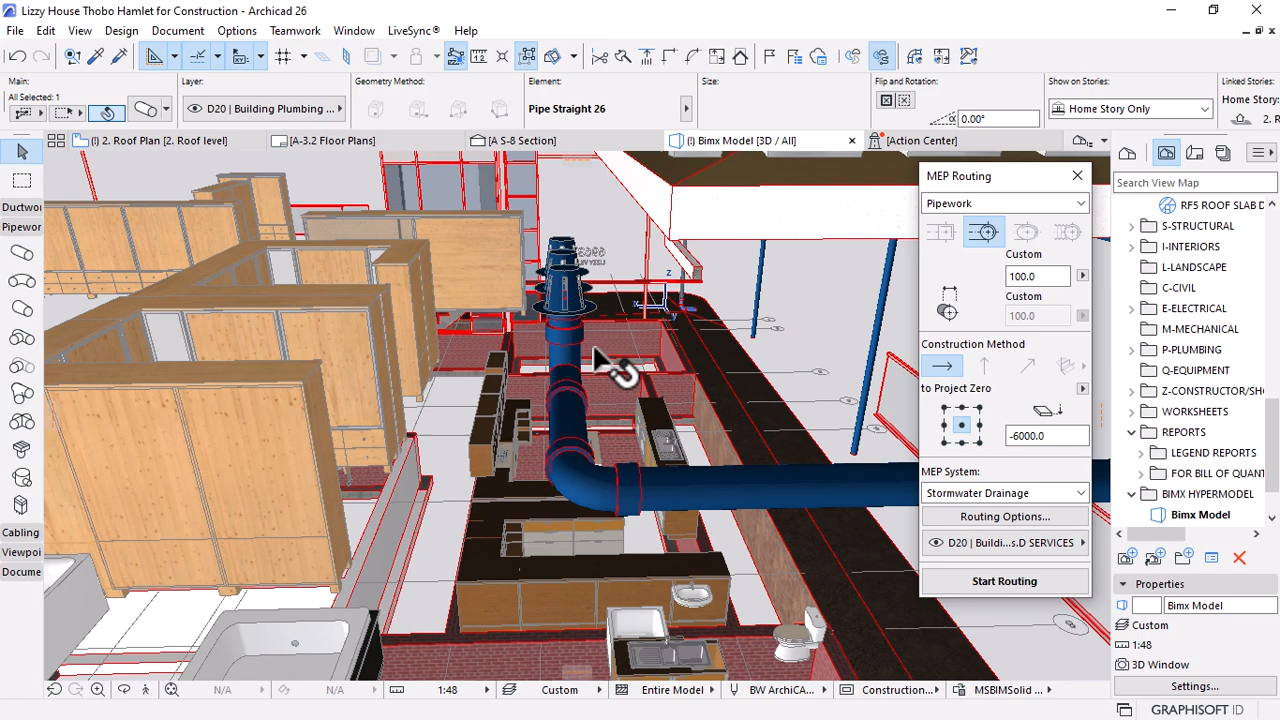 Lizzy House Thobo Hamlet for Construction - Archicad 26
File Edit View Design Document Options Teamwork Window LiveSync® Help
Main: Layer: Geometry Method: Element: Size: Flip and Rotation: Show on Stories: Linked Stories:
All Selected: 1 D20 | Building Plumbing ... Pipe Straight 26 0.00° Home Story Only Home Story:
2. R
(!) 2. Roof Plan [2. Roof level] [A-3.2 Floor Plans] [A S-8 Section] (!) Bimx Model [3D / All] [Action Center]
Ductwo
Pipewor
Cabling
Viewpoi
Docume
z
MEP Routing
Pipework
Custom
100.0
Custom
100.0
Construction Method
to Project Zero
-6000.0
MEP System:
Stormwater Drainage
Routing Options...
D20 | Buildi...s.D SERVICES
Start Routing
Search View Map
RF5 ROOF SLAB D
S-STRUCTURAL
I-INTERIORS
L-LANDSCAPE
C-CIVIL
E-ELECTRICAL
M-MECHANICAL
P-PLUMBING
Q-EQUIPMENT
Z-CONSTRUCTOR/SH
WORKSHEETS
REPORTS
LEGEND REPORTS
FOR BILL OF QUANT
BIMX HYPERMODEL
Bimx Model
Properties
Bimx Model
Custom
1:48
3D Window
Settings...
N/A N/A 1:48 Custom Entire Model BW ArchiCA... Construction... MSBIMSolid ...
GRAPHISOFT ID